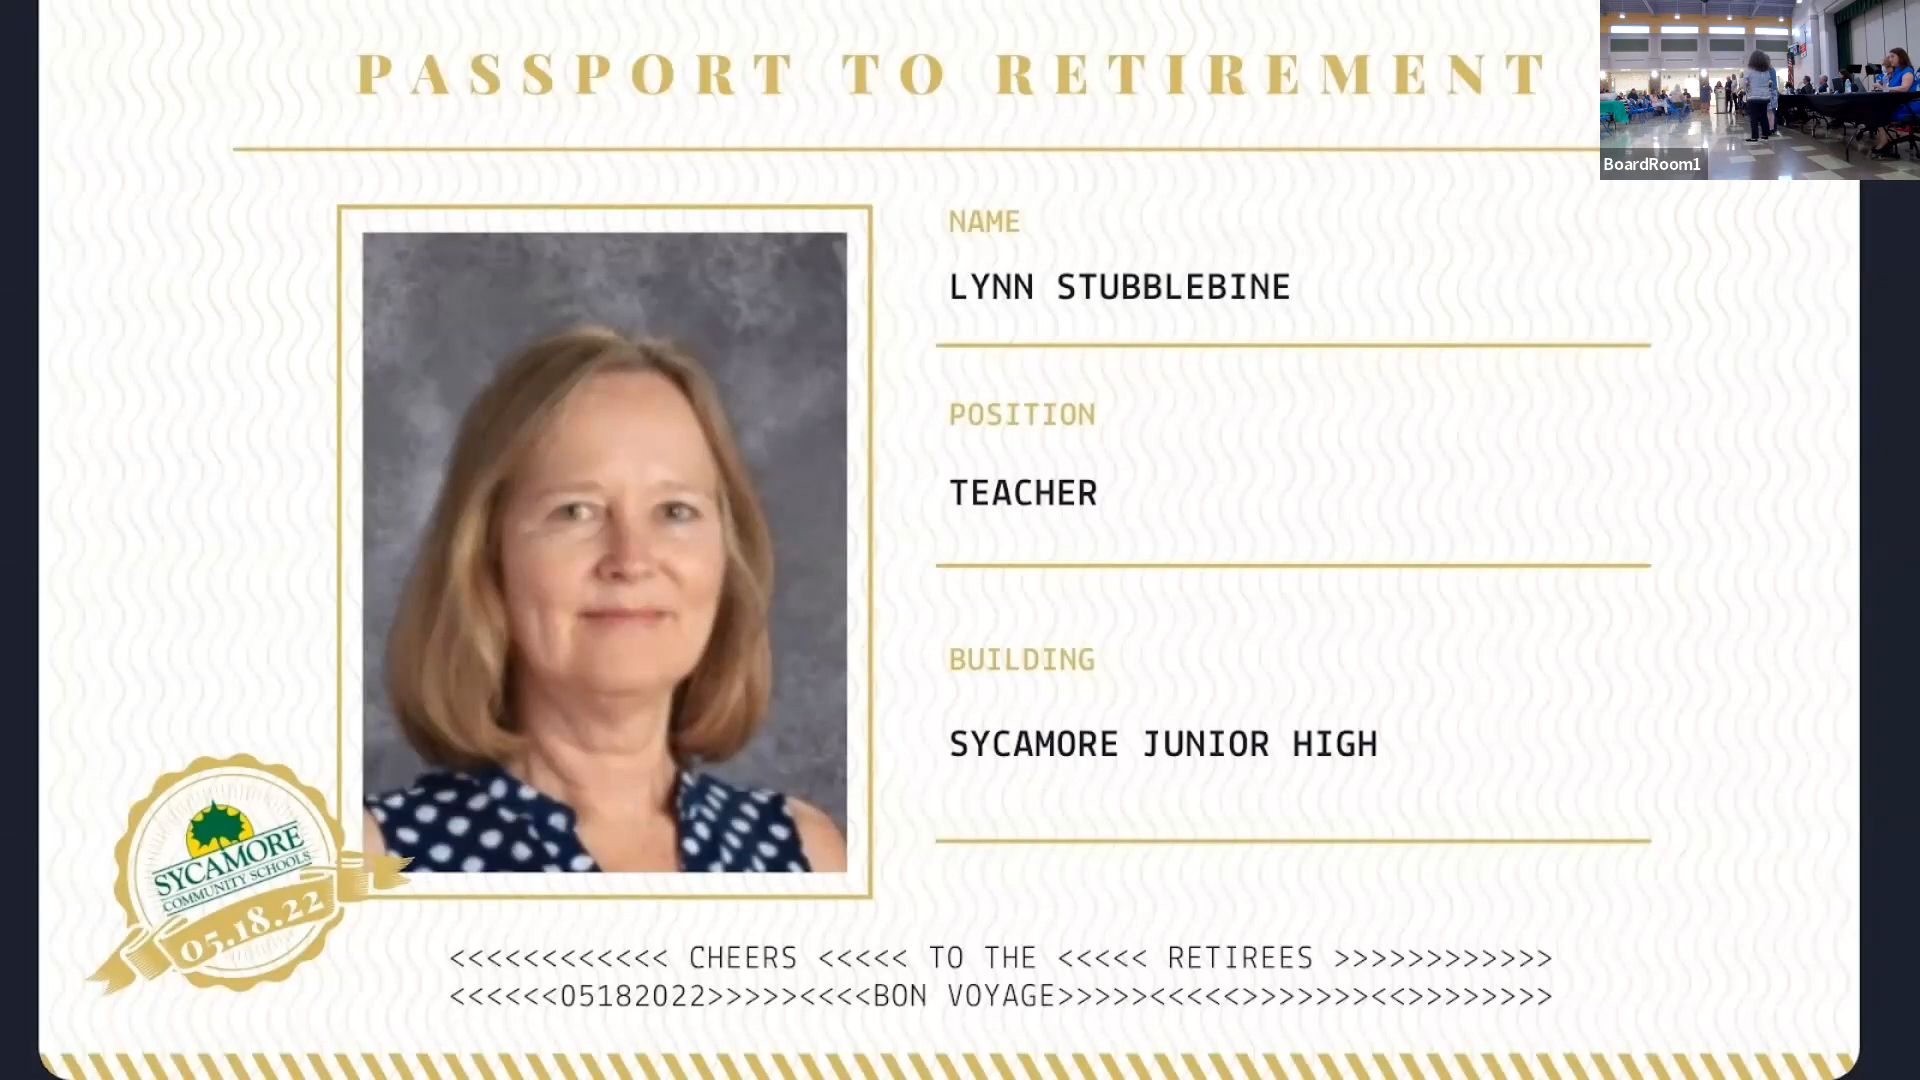 PASSPORT TO RETIREMENT
BoardRoom1
NAME
LYNN STUBBLEBINE
POSITION
TEACHER
BUILDING
SYCAMORE JUNIOR HIGH
SYCAMORE
COMMUNITY SCHOOLS
05.18.22
<<<<<<<<<<<< CHEERS <<<<< TO THE <<<<< RETIREES >>>>>>>>>>>>
<<<<<<05182022>>>>><<<<BON VOYAGE>>>>><<<<<>>>>>>><<>>>>>>>>